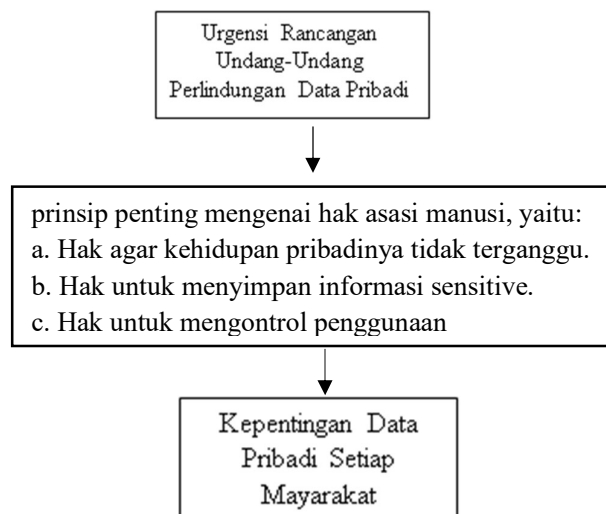 Urgensi Rancangan
Undang-Undang
Perlindungan Data Pribadi
prinsip penting mengenai hak asasi manusi, yaitu:
a. Hak agar kehidupan pribadinya tidak terganggu.
b. Hak untuk menyimpan informasi sensitive.
c. Hak untuk mengontrol penggunaan
Kepentingan Data
Pribadi Setiap
Mayarakat